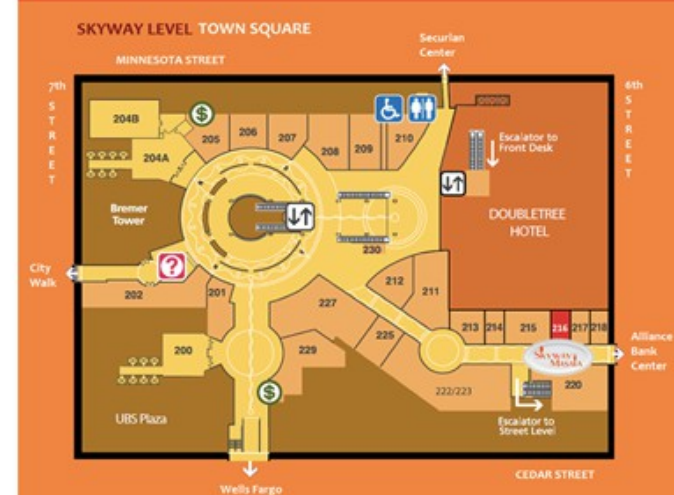 SKYWAY LEVEL TOWN SQUARE
Securian
Center
MINNESOTA STREET
7th
STREET
6th
STREET
204B
$
205
206
207
208
209
210
204A
Escalator to
Front Desk
Bremer
Tower
DOUBLETREE
HOTEL
230
City
Walk
?
202
201
212
211
227
213
214
215
216
217
218
225
200
229
SKYWAY
MASALA
Alliance
Bank
Center
$
222/223
220
UBS Plaza
Escalator to
Street Level
Wells Fargo
CEDAR STREET